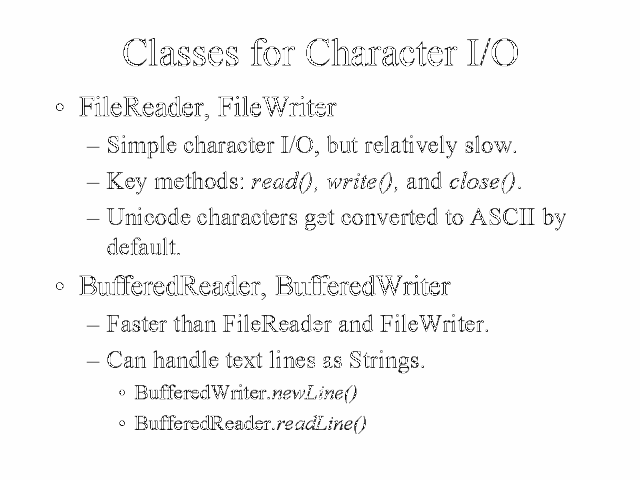 Classes for Character I/O
◦ FileReader, FileWriter
– Simple character I/O, but relatively slow.
– Key methods: read(), write(), and close().
– Unicode characters get converted to ASCII by
default.
◦ BufferedReader, BufferedWriter
– Faster than FileReader and FileWriter.
– Can handle text lines as Strings.
◦ BufferedWriter.newLine()
◦ BufferedReader.readLine()